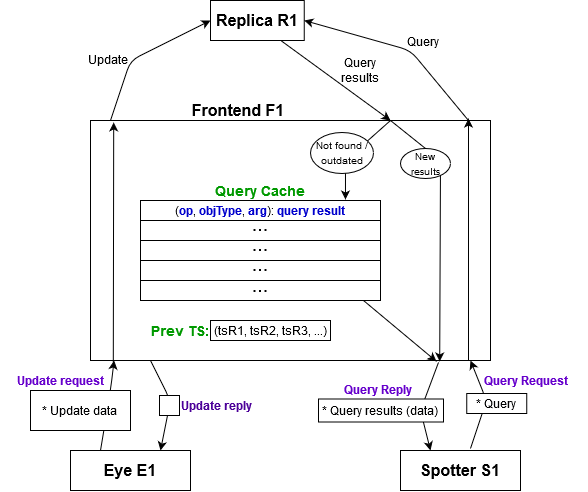 Replica R1
Update
Query
results
Query
Frontend F1
Not found /
outdated
New
results
Query Cache
(op, objType, arg): query result
...
...
...
...
Prev TS: (tsR1, tsR2, tsR3, ...)
Update request
* Update data
Update reply
Query Reply
* Query results (data)
Query Request
* Query
Eye E1
Spotter S1